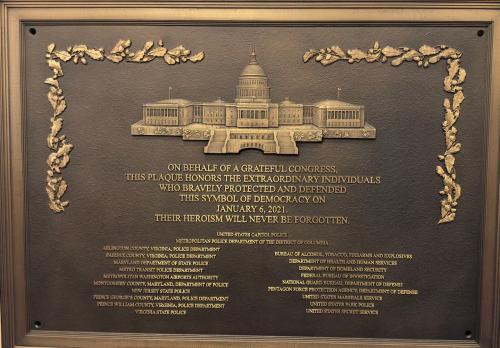 ON BEHALF OF A GRATEFUL CONGRESS,
THIS PLAQUE HONORS THE EXTRAORDINARY INDIVIDUALS
WHO BRAVELY PROTECTED AND DEFENDED
THIS SYMBOL OF DEMOCRACY ON
JANUARY 6, 2021.
THEIR HEROISM WILL NEVER BE FORGOTTEN.
UNITED STATES CAPITOL POLICE
METROPOLITAN POLICE DEPARTMENT OF THE DISTRICT OF COLUMBIA
ARLINGTON COUNTY, VIRGINIA, POLICE DEPARTMENT
FAIRFAX COUNTY, VIRGINIA, POLICE DEPARTMENT
MARYLAND DEPARTMENT OF STATE POLICE
METRO TRANSIT POLICE DEPARTMENT
METROPOLITAN WASHINGTON AIRPORTS AUTHORITY
MONTGOMERY COUNTY, MARYLAND, DEPARTMENT OF POLICE
NEW JERSEY STATE POLICE
PRINCE GEORGE'S COUNTY, MARYLAND, POLICE DEPARTMENT
PRINCE WILLIAM COUNTY, VIRGINIA, POLICE DEPARTMENT
VIRGINIA STATE POLICE
BUREAU OF ALCOHOL, TOBACCO, FIREARMS AND EXPLOSIVES
DEPARTMENT OF HEALTH AND HUMAN SERVICES
DEPARTMENT OF HOMELAND SECURITY
FEDERAL BUREAU OF INVESTIGATION
NATIONAL GUARD BUREAU, DEPARTMENT OF DEFENSE
PENTAGON FORCE PROTECTION AGENCY, DEPARTMENT OF DEFENSE
UNITED STATES MARSHALS SERVICE
UNITED STATES PARK POLICE
UNITED STATES SECRET SERVICE